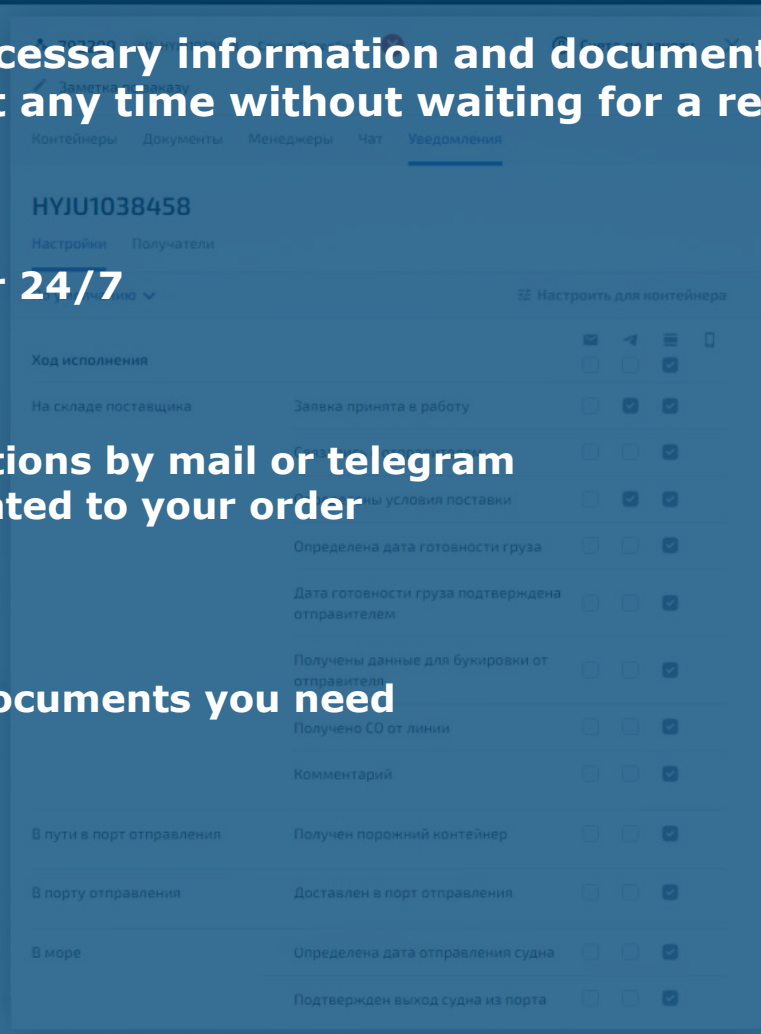 cessary information and document
t any time without waiting for a re
Заметка по заказу
Контейнеры Документы Менеджеры Чат Уведомления
HYJU1038458
Настройки Получатели
r 24/7
Настроить для контейнера
Ход исполнения
На складе поставщика Заявка принята в работу
tions by mail or telegram
ated to your order
условия поставки
Определена дата готовности груза
Дата готовности груза подтверждена
отправителем
Получены данные для букировки от
отправителя
ocuments you need
Получено СО от линии
Комментарий
В пути в порт отправления Получен порожний контейнер
В порту отправления Доставлен в порт отправления
В море Определена дата отправления судна
Подтвержден выход судна из порта